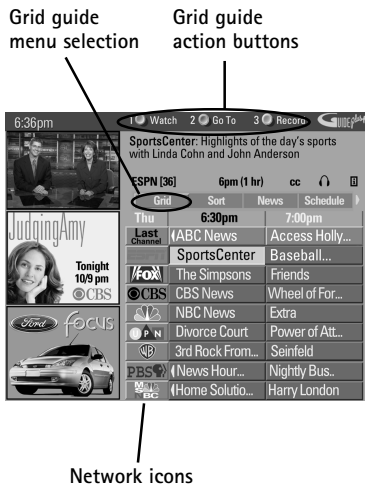 Grid guide
menu selection
Grid guide
action buttons
6:36pm
1 Watch 2 Go To 3 Record GUIDE Plus+
SportsCenter: Highlights of the day's sports
with Linda Cohn and John Anderson
ESPN [36] 6pm (1 hr) cc
Grid Sort News Schedule
Thu 6:30pm 7:00pm
Last
Channel
ABC News Access Holly...
SportsCenter Baseball...
FOX The Simpsons Friends
CBS CBS News Wheel of For...
NBC News Extra
UPN Divorce Court Power of Att...
WB 3rd Rock From... Seinfeld
PBS News Hour... Nightly Bus..
MSNBC Home Solutio... Harry London
JudgingAmy
Tonight
10/9 pm
CBS
Ford focus
Network icons